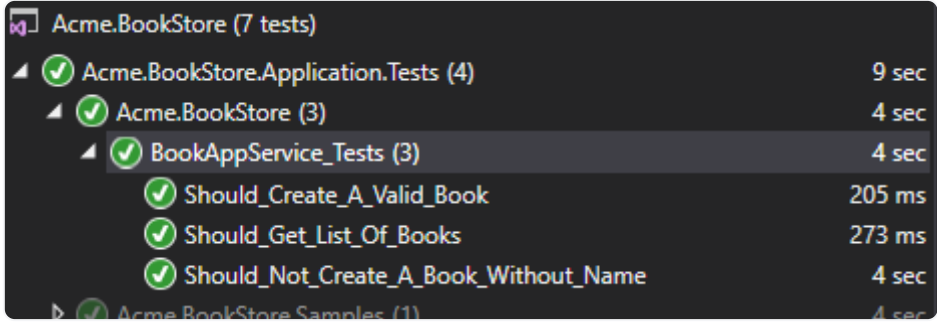 Acme.BookStore (7 tests)
Acme.BookStore.Application.Tests (4) 9 sec
Acme.BookStore (3) 4 sec
BookAppService_Tests (3) 4 sec
Should_Create_A_Valid_Book 205 ms
Should_Get_List_Of_Books 273 ms
Should_Not_Create_A_Book_Without_Name 4 sec
Acme.BookStore.Samples (1) 4 sec